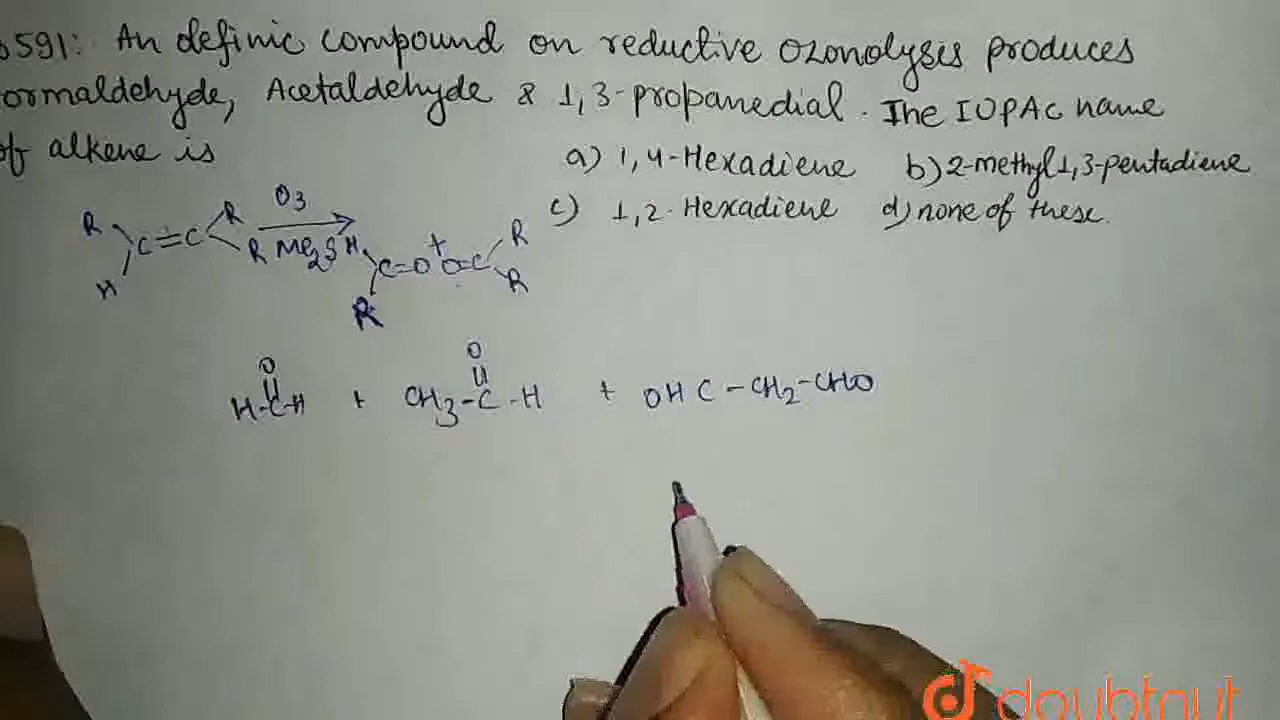 591: An definic compound on reductive ozonolysis produces
ormaldehyde, Acetaldehyde & 1,3-propanedial. The IUPAC name
of alkene is
a) 1,4-Hexadiene b) 2-methyl 1,3-pentadiene
c) 1,2-Hexadiene d) none of these.
R H C=C R R O3 Me2S H R C=O + O=C R R
H-C-H O + CH3-C-H O + OHC-CH2-CHO
doubtnut